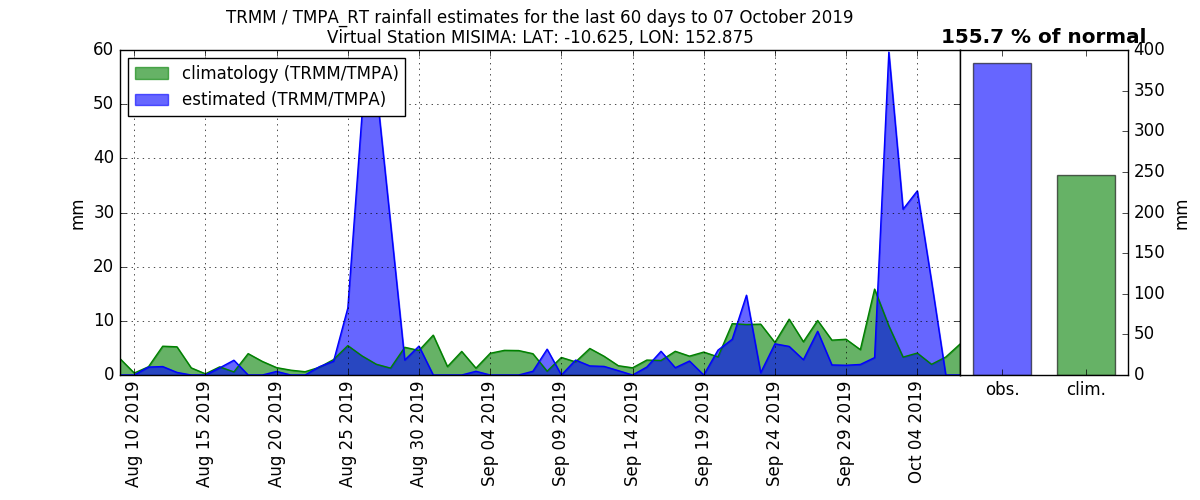 TRMM / TMPA_RT rainfall estimates for the last 60 days to 07 October 2019
Virtual Station MISIMA: LAT: -10.625, LON: 152.875
155.7 % of normal
climatology (TRMM/TMPA)
estimated (TRMM/TMPA)
60
50
40
30
20
10
0
mm
Aug 10 2019
Aug 15 2019
Aug 20 2019
Aug 25 2019
Aug 30 2019
Sep 04 2019
Sep 09 2019
Sep 14 2019
Sep 19 2019
Sep 24 2019
Sep 29 2019
Oct 04 2019
obs.
clim.
400
350
300
250
200
150
100
50
0
mm